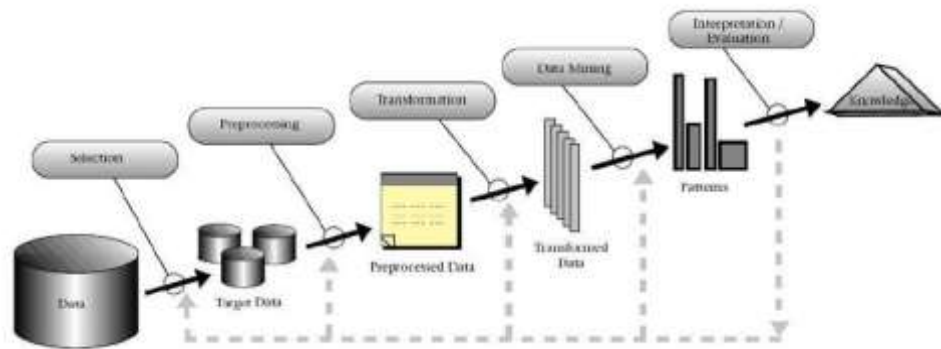 Interpretation /
Evaluation
Data Mining
Transformation
Preprocessing
Selection
Knowledge
Patterns
Transformed
Data
Preprocessed Data
Target Data
Data